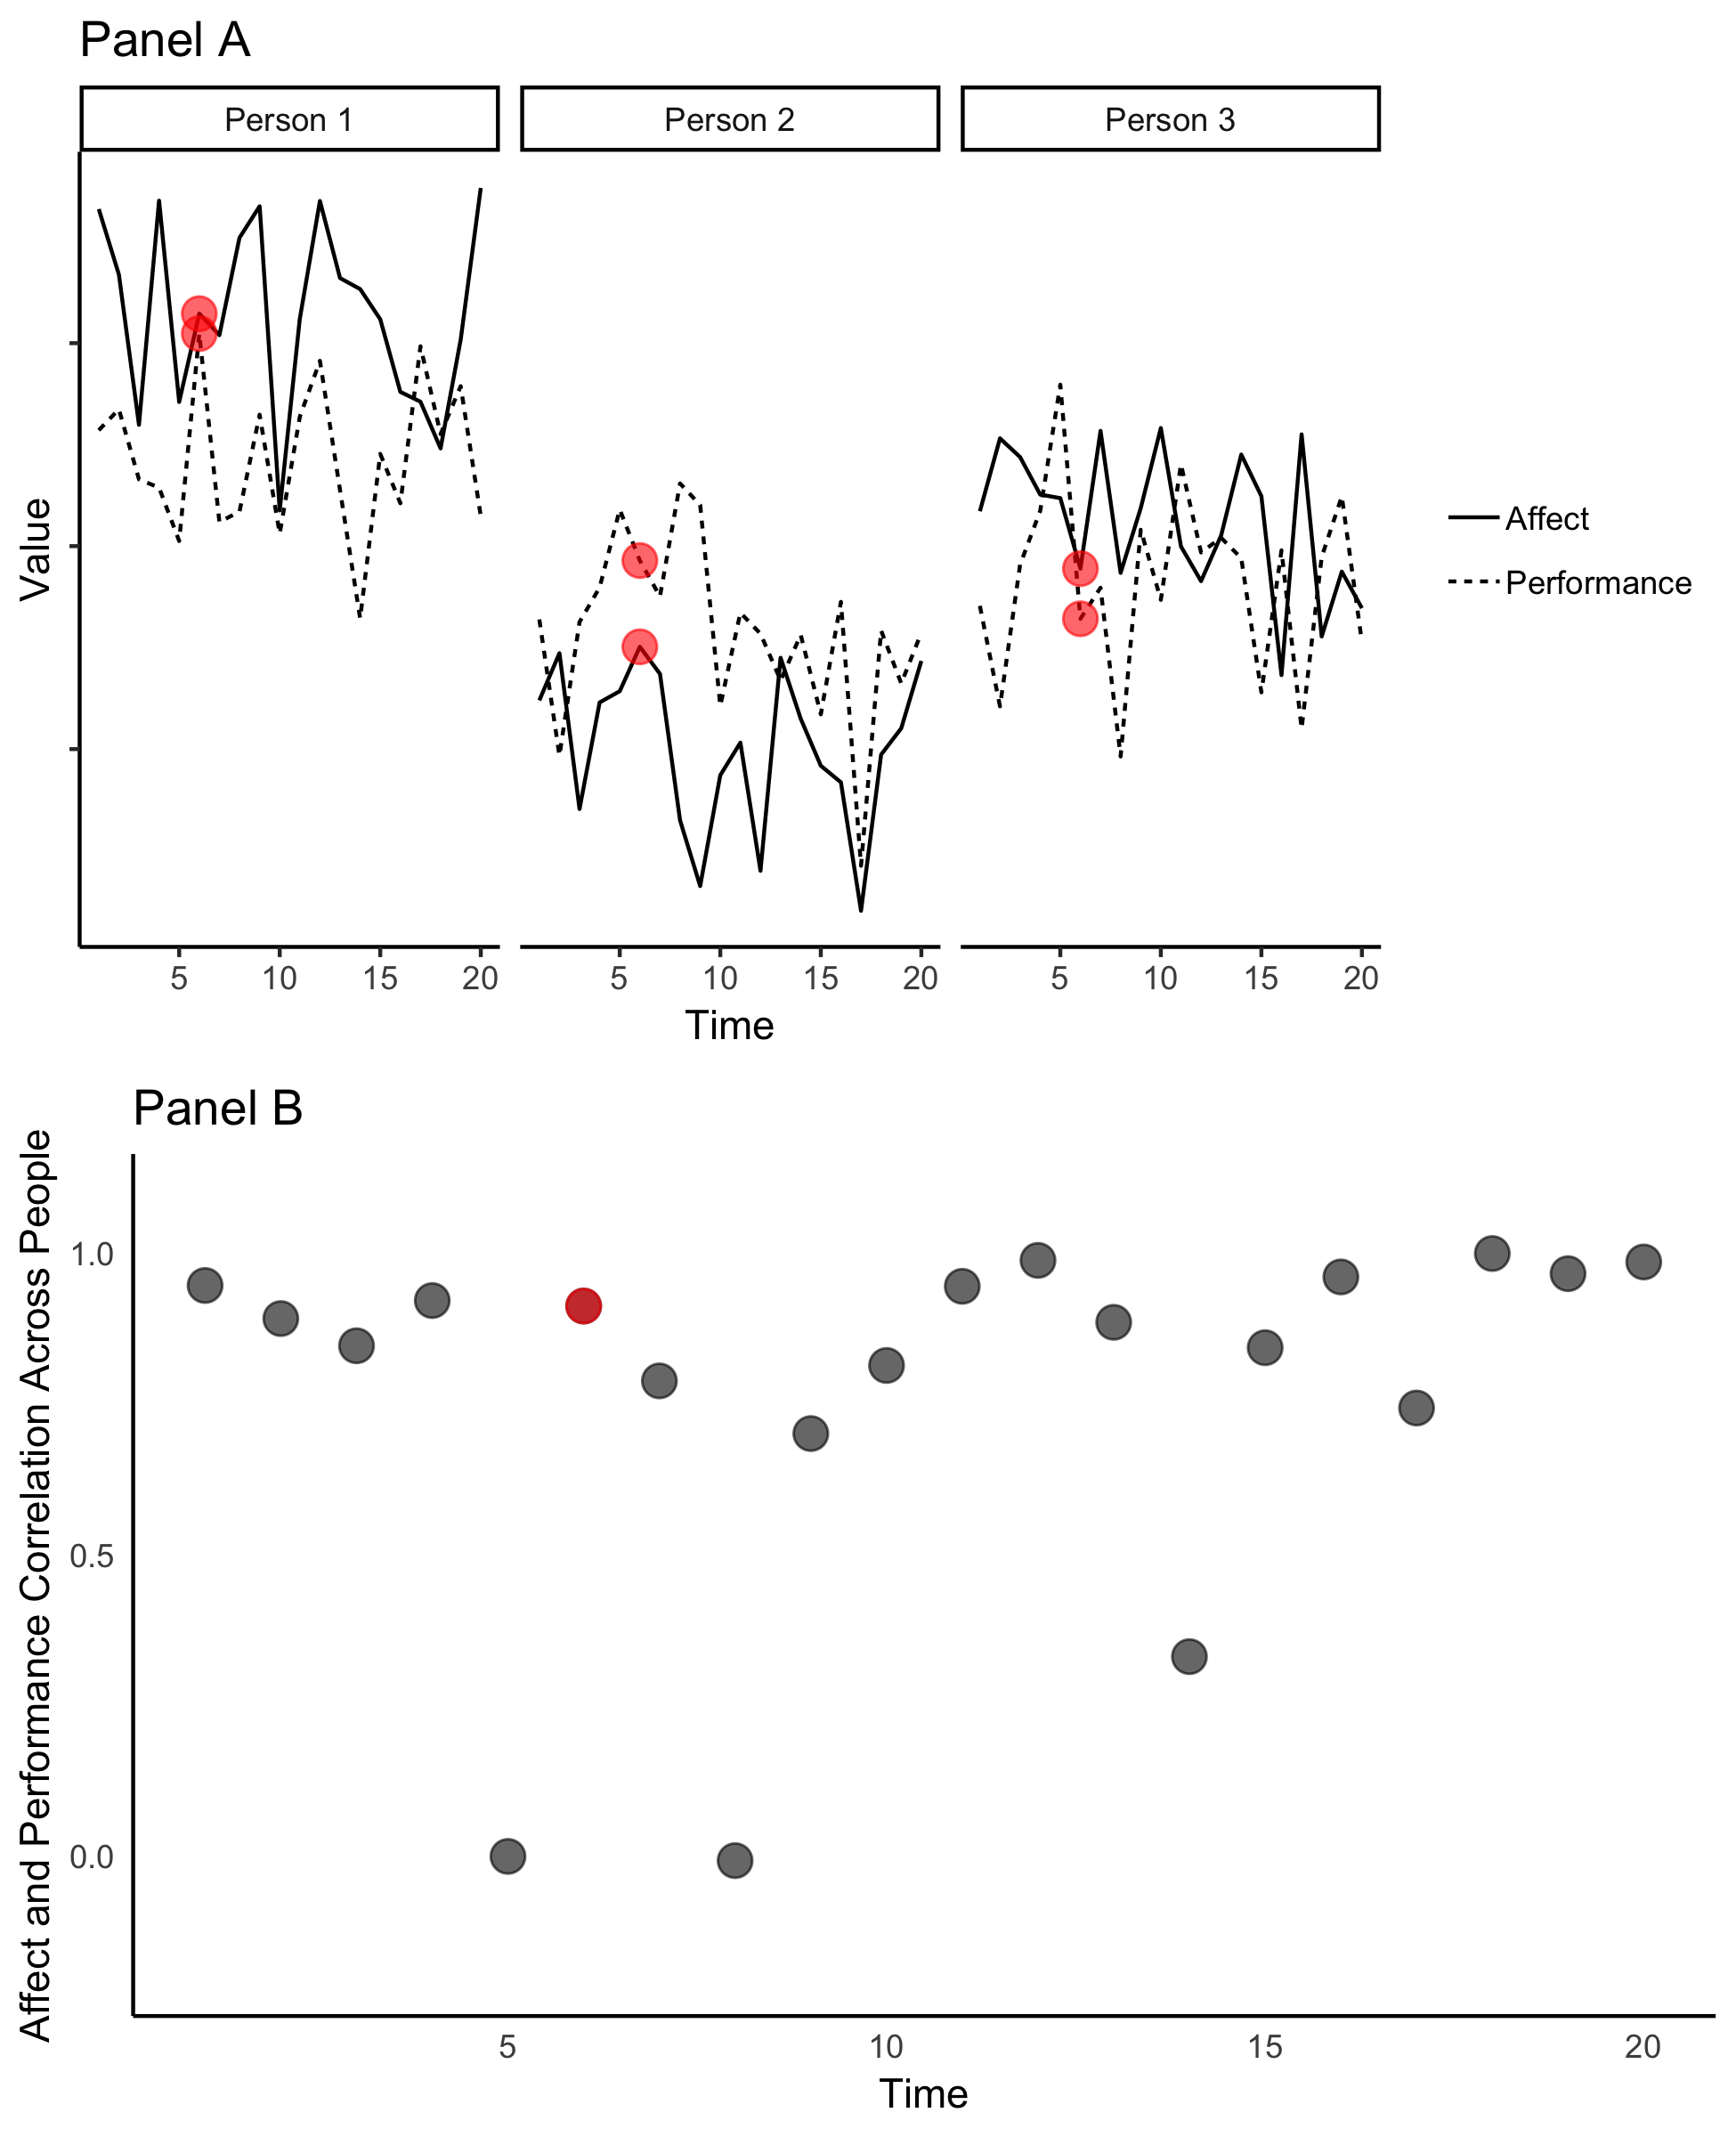 Panel A
Person 1
Person 2
Person 3
Value
Affect
Performance
5 10 15 20
5 10 15 20
5 10 15 20
Time
Panel B
Affect and Performance Correlation Across People
1.0
0.5
0.0
5 10 15 20
Time